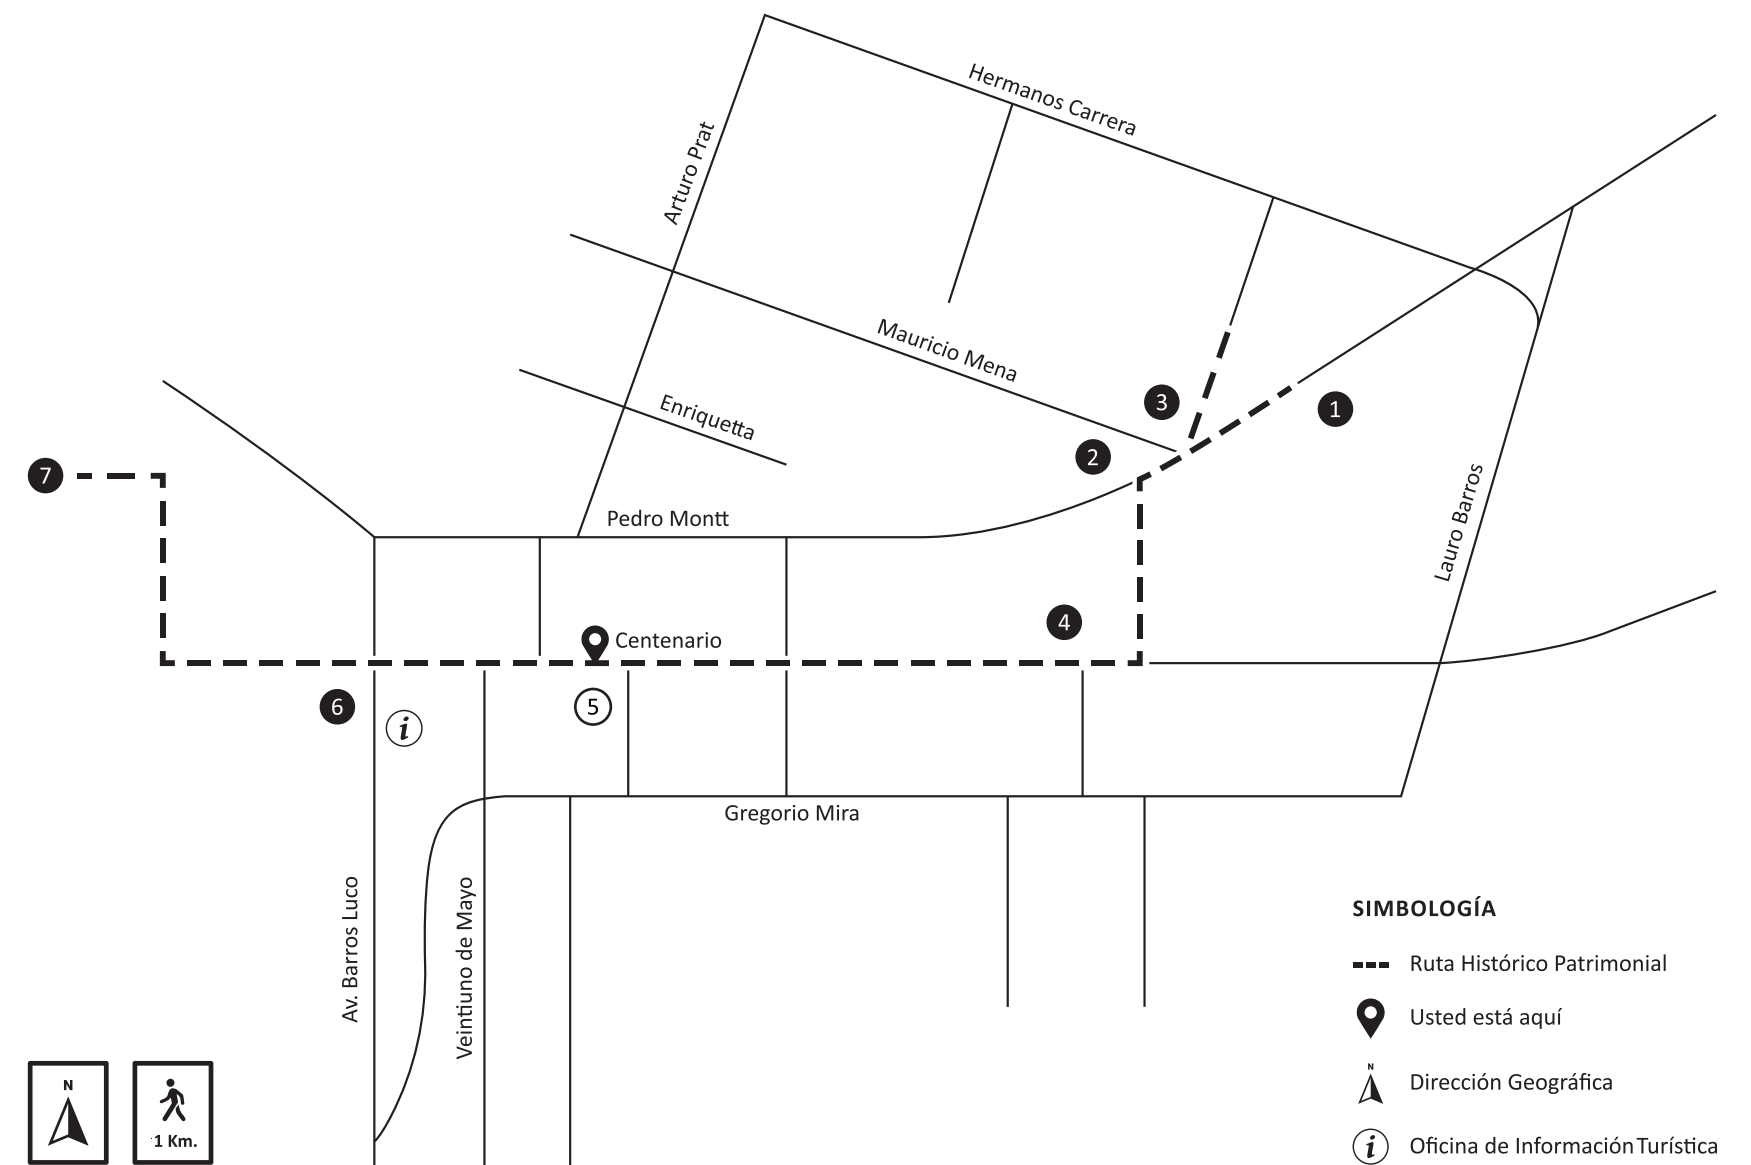 Hermanos Carrera
Arturo Prat
Mauricio Mena
Enriquetta
3
1
2
7
Pedro Montt
Lauro Barros
4
Centenario
6
i
5
Gregorio Mira
Av. Barros Luco
Veintiuno de Mayo
SIMBOLOGÍA
Ruta Histórico Patrimonial
Usted está aquí
N
Dirección Geográfica
i
Oficina de Información Turística
N
1 Km.